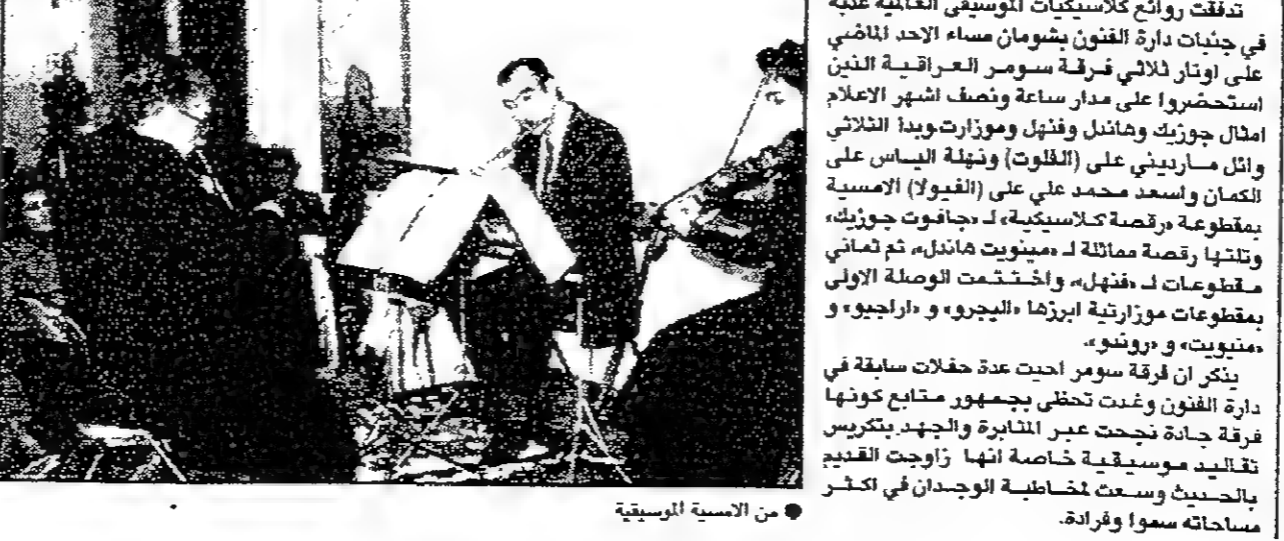 تدفقت روائع كلاسيكيات الموسيقى العالمية عذبة
في جنبات دارة الفنون بشومان مساء الاحد الماضي
على اوتار ثلاثي فرقة سومر العراقية الذين
استحضروا على مدار ساعة ونصف اشهر الاعلام
امثال جوزيك وهاندل وفنهل وموزارت.وبدا الثلاثي
وائل مارديني على (الفلوت) ونهلة الياس على
الكمان واسعد محمد علي على (الفيولا) الامسية
بمقطوعة «رقصة كلاسيكية» لـ «جافوت جوزيك»
وتلتها رقصة مماثلة لـ «مينويت هاندل»، ثم ثماني
مقطوعات لـ «فنهل»، واختتمت الوصلة الاولى
بمقطوعات موزارتية ابرزها «اليجرو» و «اراجيو» و
«منيويت» و «روندو».
يذكر ان فرقة سومر احيت عدة حفلات سابقة في
دارة الفنون وغدت تحظى بجمهور متابع كونها
فرقة جادة نجحت عبر المثابرة والجهد بتكريس
تقاليد موسيقية خاصة انها زاوجت القديم
بالحديث وسعت لمخاطبة الوجدان في اكثر
مساحاته سموا وفرادة.
● من الامسية الموسيقية